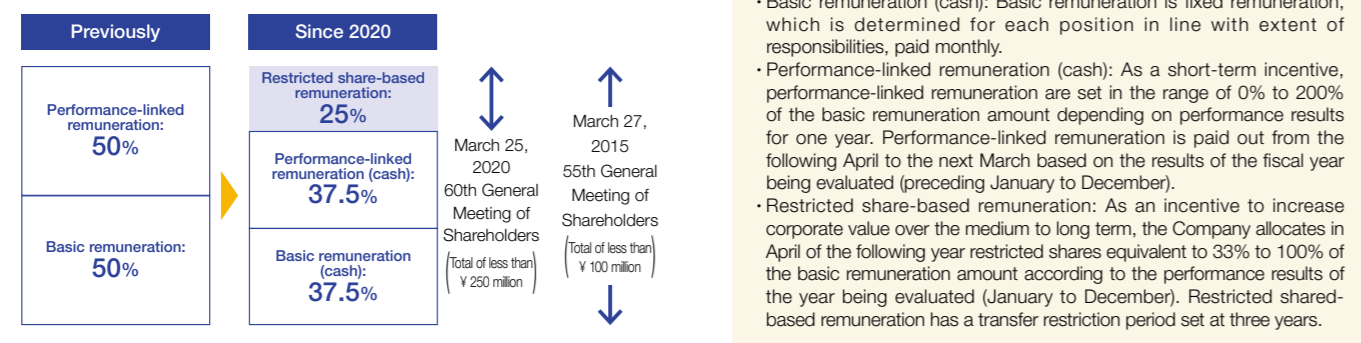 Previously
Performance-linked
remuneration:
50%
Basic remuneration:
50%
Since 2020
Restricted share-based
remuneration:
25%
Performance-linked
remuneration (cash):
37.5%
Basic remuneration
(cash):
37.5%
March 25,
2020
60th General
Meeting of
Shareholders
(Total of less than
¥ 250 million)
March 27,
2015
55th General
Meeting of
Shareholders
(Total of less than
¥ 100 million)
・Basic remuneration (cash): Basic remuneration is fixed remuneration,
which is determined for each position in line with extent of
responsibilities, paid monthly.
・Performance-linked remuneration (cash): As a short-term incentive,
performance-linked remuneration are set in the range of 0% to 200%
of the basic remuneration amount depending on performance results
for one year. Performance-linked remuneration is paid out from the
following April to the next March based on the results of the fiscal year
being evaluated (preceding January to December).
・Restricted share-based remuneration: As an incentive to increase
corporate value over the medium to long term, the Company allocates in
April of the following year restricted shares equivalent to 33% to 100% of
the basic remuneration amount according to the performance results of
the year being evaluated (January to December). Restricted shared-
based remuneration has a transfer restriction period set at three years.